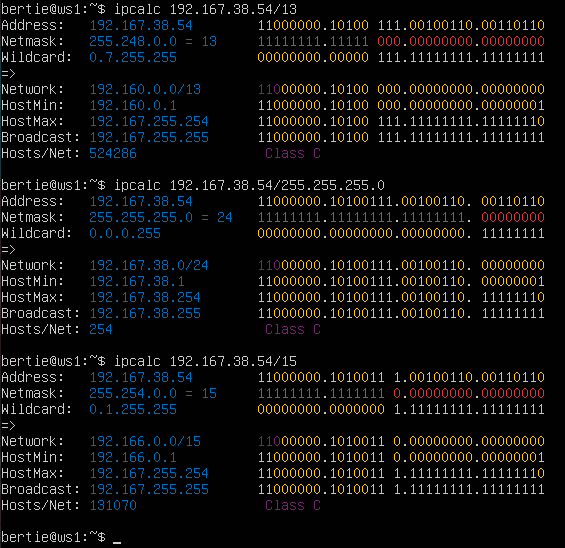 bertie@ws1:~$ ipcalc 192.167.38.54/13
Address:   192.167.38.54        11000000.10100 111.00100110.00110110
Netmask:   255.248.0.0 = 13     11111111.11111 000.00000000.00000000
Wildcard:  0.7.255.255          00000000.00000 111.11111111.11111111
=>
Network:   192.160.0.0/13       11000000.10100 000.00000000.00000000
HostMin:   192.160.0.1          11000000.10100 000.00000000.00000001
HostMax:   192.167.255.254      11000000.10100 111.11111111.11111110
Broadcast: 192.167.255.255      11000000.10100 111.11111111.11111111
Hosts/Net: 524286                Class C

bertie@ws1:~$ ipcalc 192.167.38.54/255.255.255.0
Address:   192.167.38.54        11000000.10100111.00100110. 00110110
Netmask:   255.255.255.0 = 24   11111111.11111111.11111111. 00000000
Wildcard:  0.0.0.255            00000000.00000000.00000000. 11111111
=>
Network:   192.167.38.0/24      11000000.10100111.00100110. 00000000
HostMin:   192.167.38.1         11000000.10100111.00100110. 00000001
HostMax:   192.167.38.254       11000000.10100111.00100110. 11111110
Broadcast: 192.167.38.255       11000000.10100111.00100110. 11111111
Hosts/Net: 254                   Class C

bertie@ws1:~$ ipcalc 192.167.38.54/15
Address:   192.167.38.54        11000000.1010011 1.00100110.00110110
Netmask:   255.254.0.0 = 15     11111111.1111111 0.00000000.00000000
Wildcard:  0.1.255.255          00000000.0000000 1.11111111.11111111
=>
Network:   192.166.0.0/15       11000000.1010011 0.00000000.00000000
HostMin:   192.166.0.1          11000000.1010011 0.00000000.00000001
HostMax:   192.167.255.254      11000000.1010011 1.11111111.11111110
Broadcast: 192.167.255.255      11000000.1010011 1.11111111.11111111
Hosts/Net: 131070                Class C

bertie@ws1:~$ _